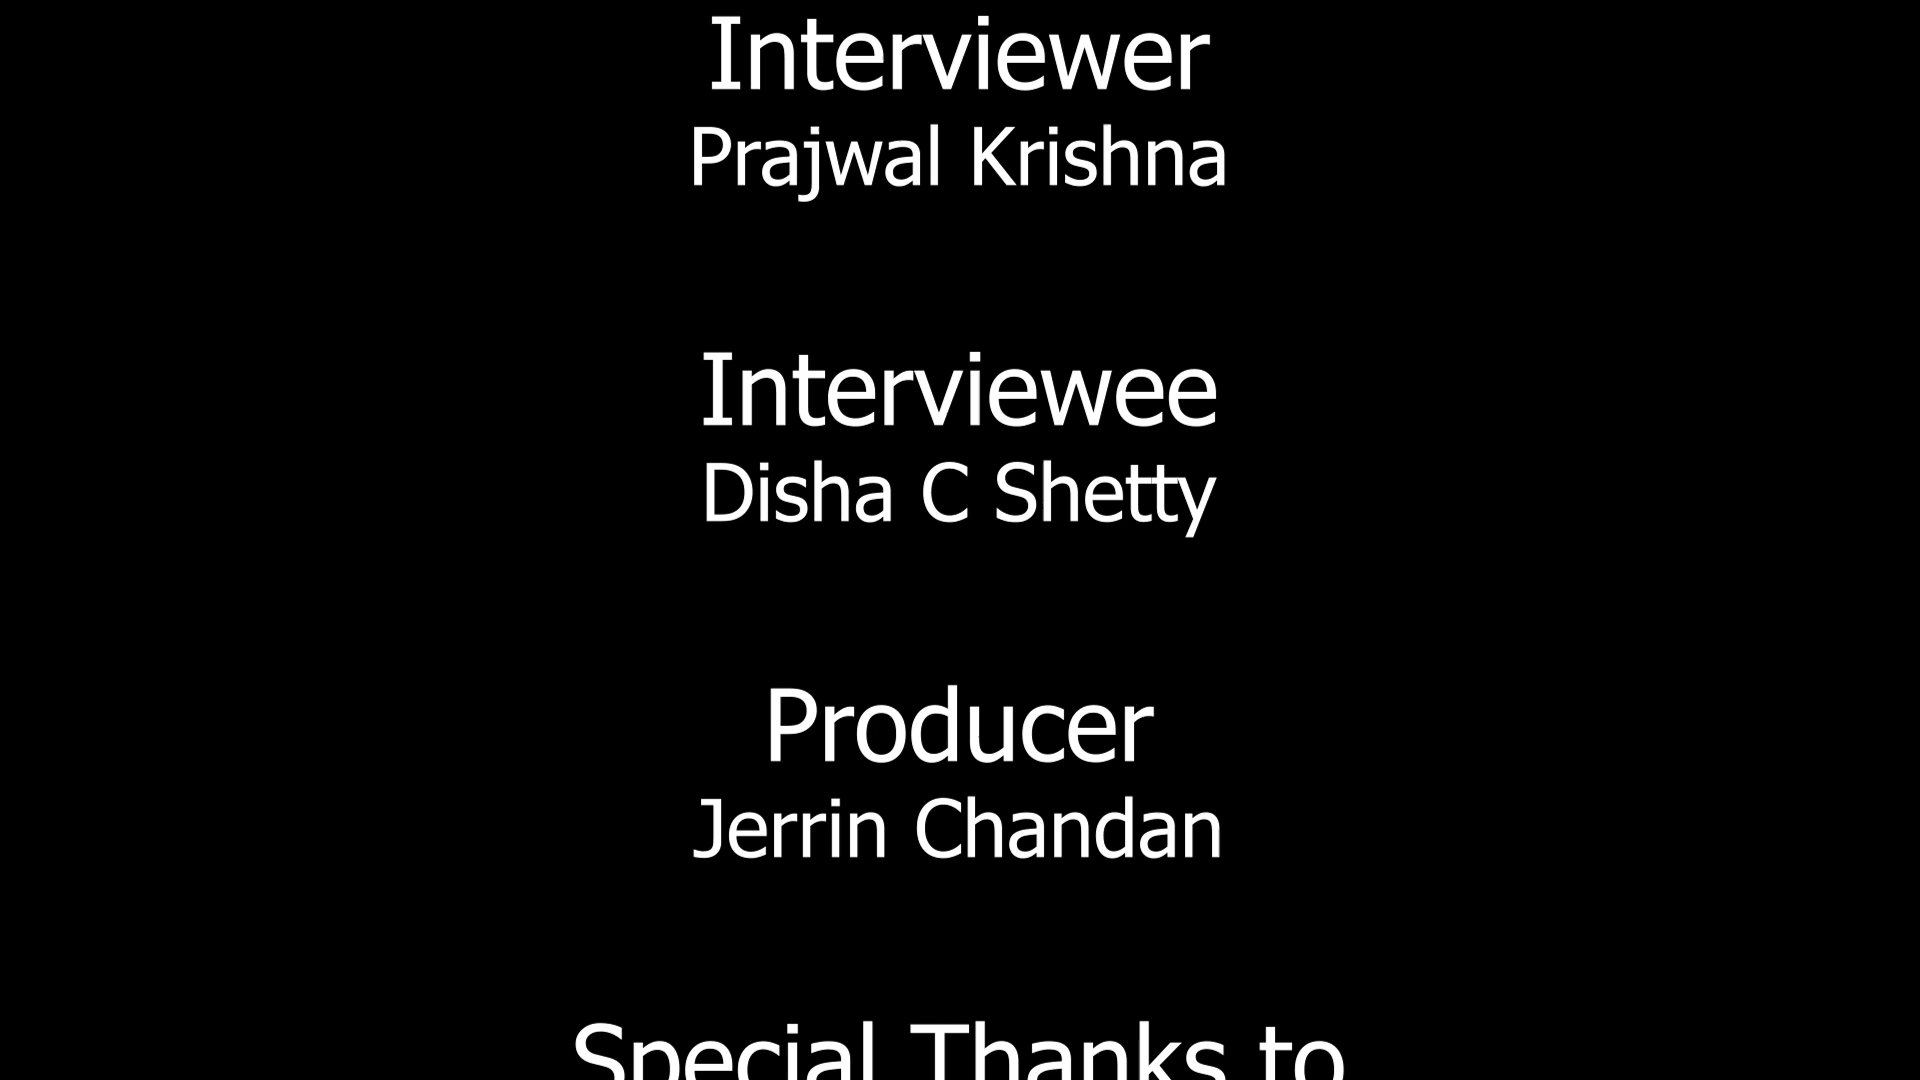 Interviewer
Prajwal Krishna
Interviewee
Disha C Shetty
Producer
Jerrin Chandan
Special Thanks to